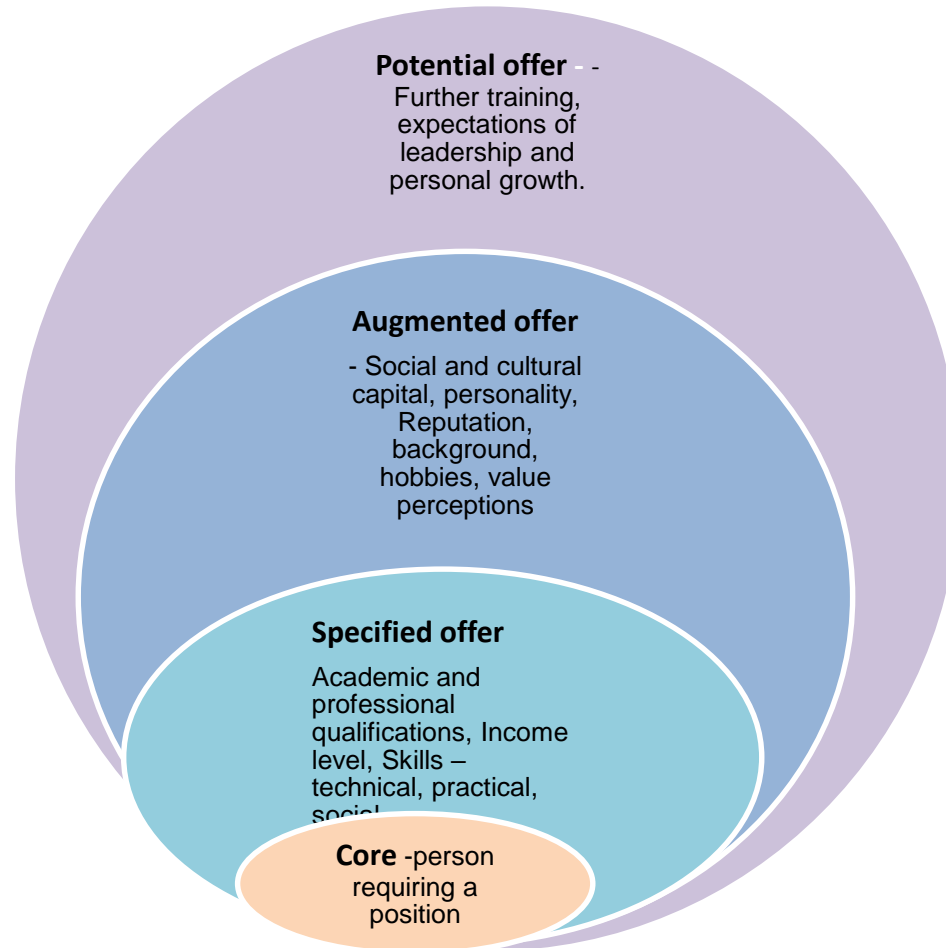 Potential offer - -
Further training,
expectations of
leadership and
personal growth.
Augmented offer
- Social and cultural
capital, personality,
Reputation,
background,
hobbies, value
perceptions
Specified offer
Academic and
professional
qualifications, Income
level, Skills –
technical, practical,
social
Core -person
requiring a
position